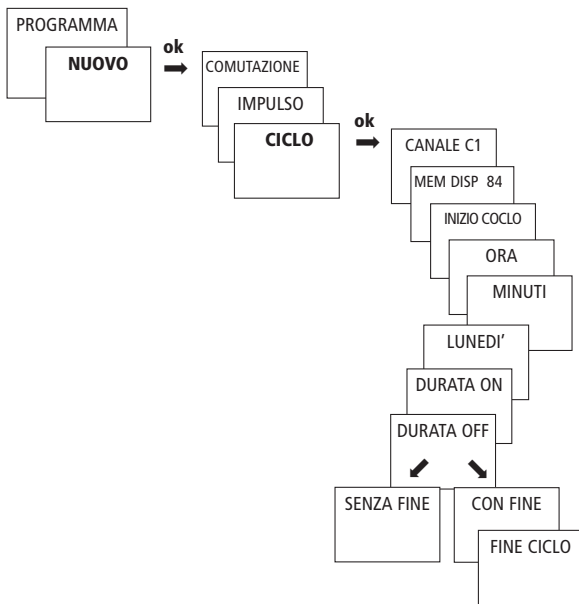 PROGRAMMA
NUOVO
ok
COMUTAZIONE
IMPULSO
CICLO
ok
CANALE C1
MEM DISP 84
INIZIO COCLO
ORA
MINUTI
LUNEDI’
DURATA ON
DURATA OFF
SENZA FINE
CON FINE
FINE CICLO